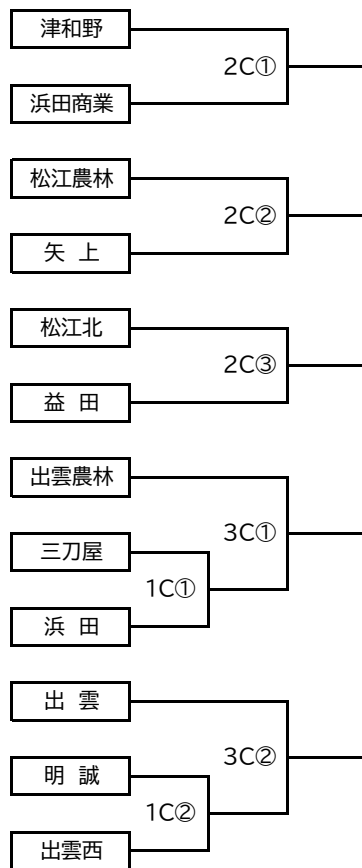 津和野
2C①
浜田商業
松江農林
2C②
矢 上
松江北
2C③
益 田
出雲農林
3C①
三刀屋
1C①
浜 田
出 雲
3C②
明 誠
1C②
出雲西